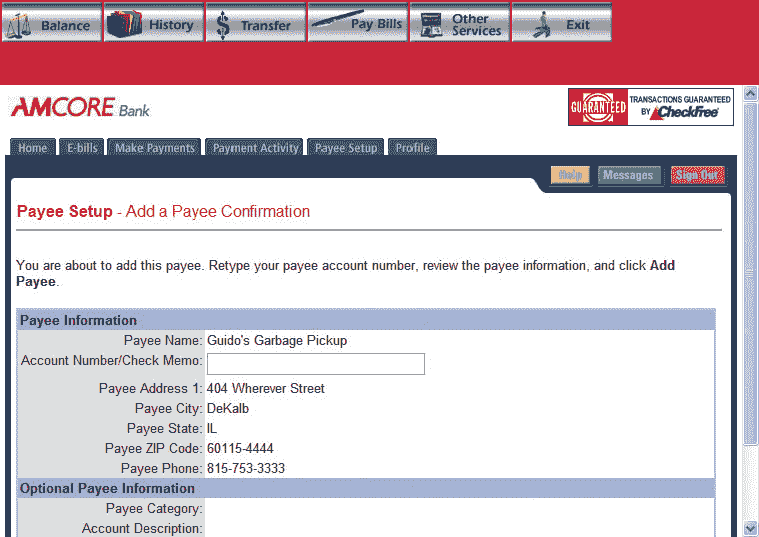 Balance History Transfer Pay Bills Other Services Exit
AMCORE Bank
GUARANTEED TRANSACTIONS GUARANTEED BY CheckFree
Home E-bills Make Payments Payment Activity Payee Setup Profile
Help Messages Sign Out
Payee Setup - Add a Payee Confirmation
You are about to add this payee. Retype your payee account number, review the payee information, and click Add
Payee.
Payee Information
Payee Name: Guido's Garbage Pickup
Account Number/Check Memo:
Payee Address 1: 404 Wherever Street
Payee City: DeKalb
Payee State: IL
Payee ZIP Code: 60115-4444
Payee Phone: 815-753-3333
Optional Payee Information
Payee Category:
Account Description: